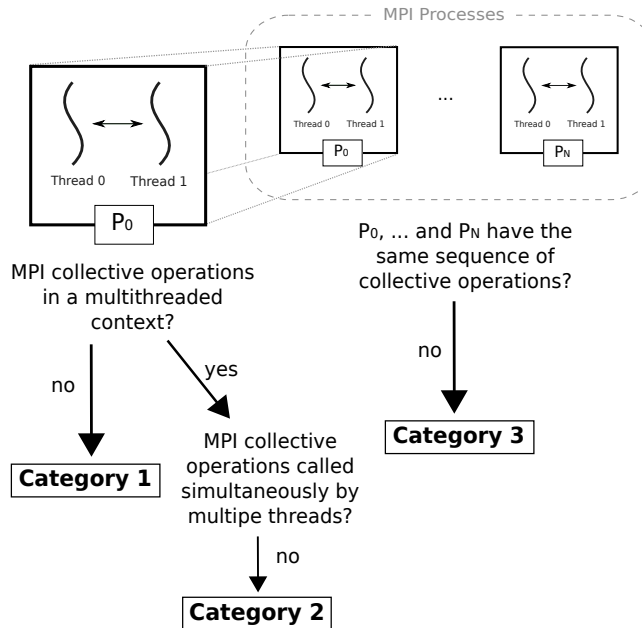 MPI Processes
Thread 0
Thread 1
P0
Thread 0
Thread 1
P0
...
Thread 0
Thread 1
PN
MPI collective operations
in a multithreaded
context?
no
yes
Category 1
MPI collective
operations called
simultaneously by
multipe threads?
no
Category 2
P0, ... and PN have the
same sequence of
collective operations?
no
Category 3